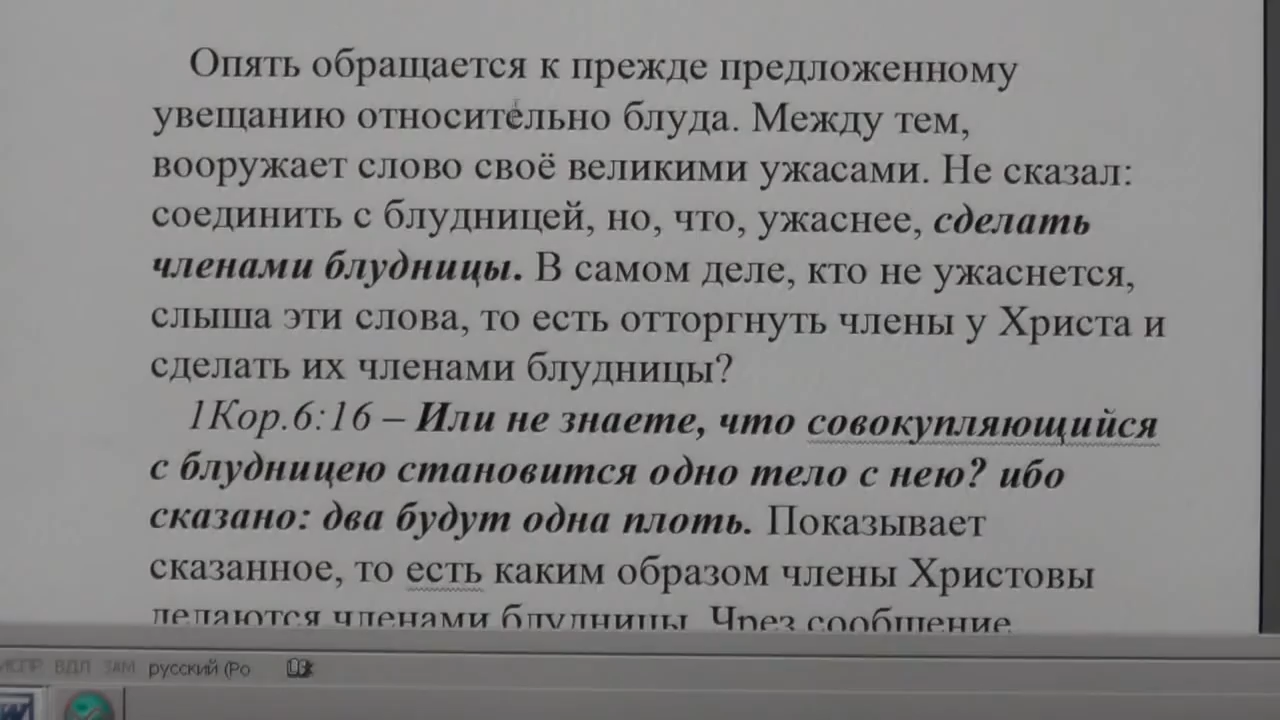 Опять обращается к прежде предложенному
увещанию относительно блуда. Между тем,
вооружает слово своё великими ужасами. Не сказал:
соединить с блудницей, но, что, ужаснее, сделать
членами блудницы. В самом деле, кто не ужаснется,
слыша эти слова, то есть отторгнуть члены у Христа и
сделать их членами блудницы?
1Кор.6:16 – Или не знаете, что совокупляющийся
с блудницею становится одно тело с нею? ибо
сказано: два будут одна плоть. Показывает
сказанное, то есть каким образом члены Христовы
делаются членами блудницы. Чрез сообщение
ИСПР ВДЛ ЗАМ русский (Ро